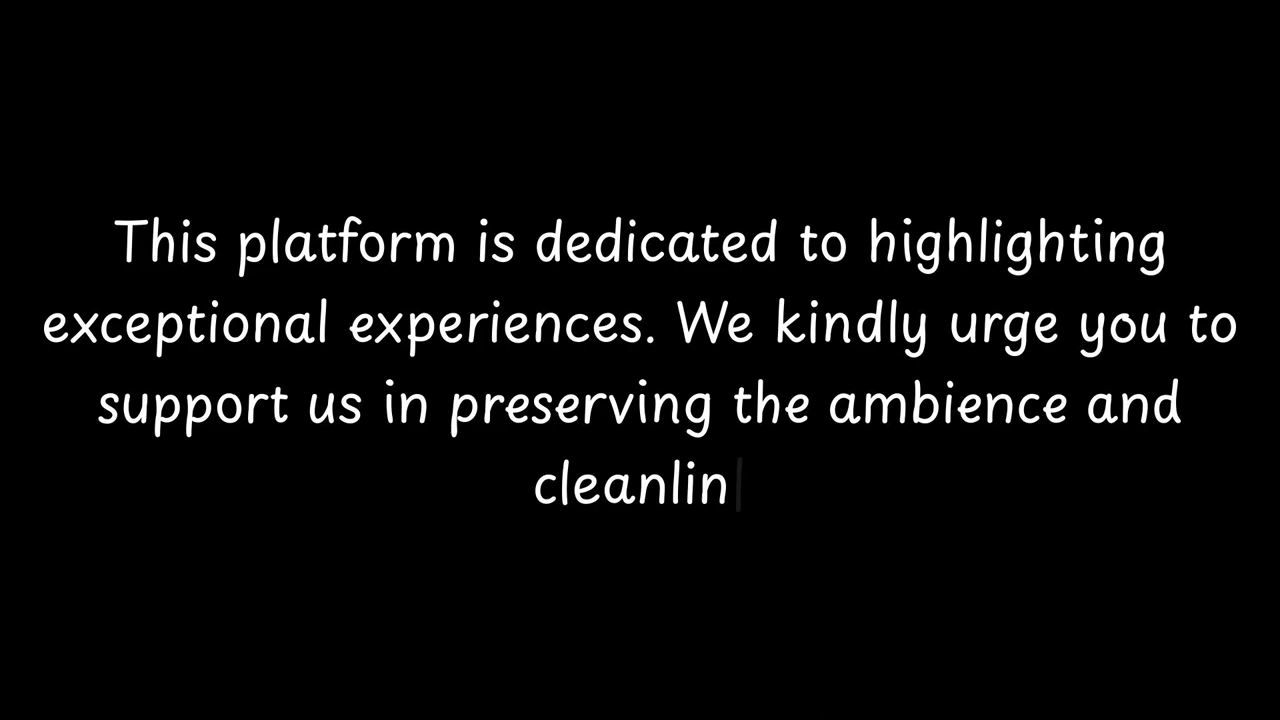 This platform is dedicated to highlighting
exceptional experiences. We kindly urge you to
support us in preserving the ambience and
cleanlin